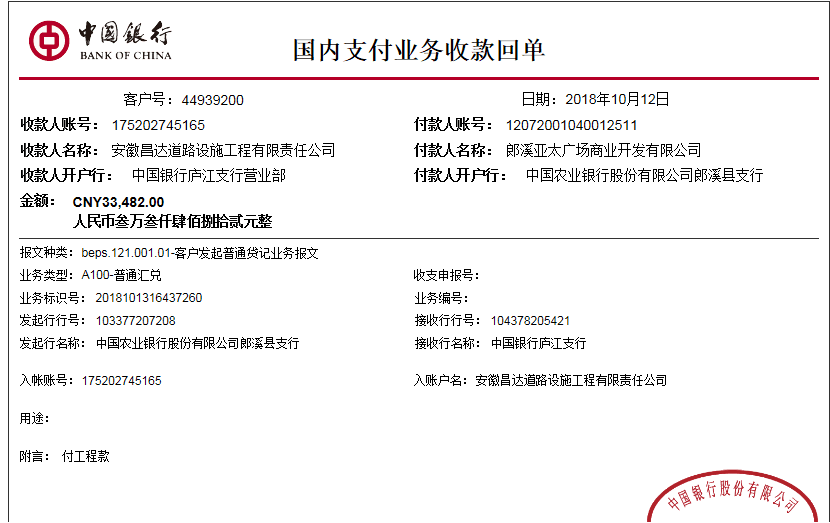 中国银行
BANK OF CHINA
国内支付业务收款回单
客户号：44939200 日期：2018年10月12日
收款人账号：175202745165 付款人账号：12072001040012511
收款人名称：安徽昌达道路设施工程有限责任公司 付款人名称：郎溪亚太广场商业开发有限公司
收款人开户行：中国银行庐江支行营业部 付款人开户行：中国农业银行股份有限公司郎溪县支行
金额：CNY33,482.00
人民币叁万叁仟肆佰捌拾贰元整
报文种类：beps.121.001.01-客户发起普通贷记业务报文
业务类型：A100-普通汇兑 收支申报号：
业务标识号：2018101316437260 业务编号：
发起行行号：103377207208 接收行行号：104378205421
发起行名称：中国农业银行股份有限公司郎溪县支行 接收行名称：中国银行庐江支行
入帐账号：175202745165 入账户名：安徽昌达道路设施工程有限责任公司
用途：
附言：付工程款
中国银行股份有限公司